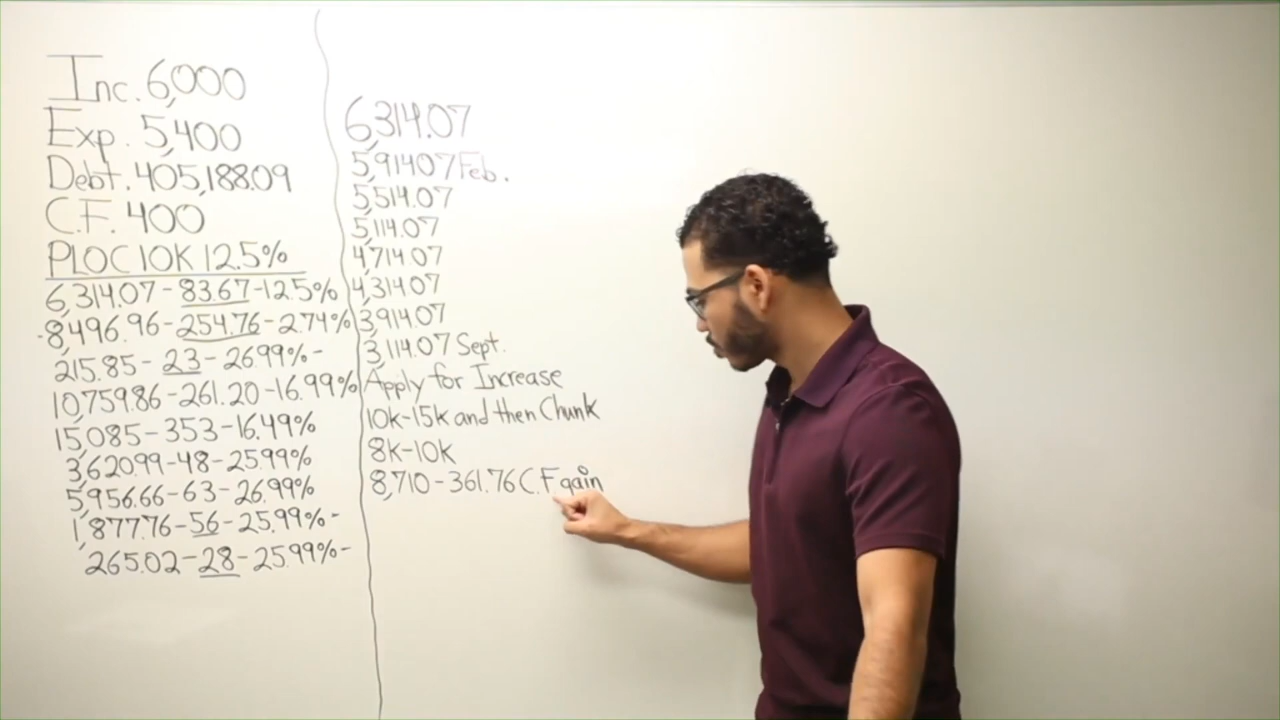 Inc. 6,000
Exp. 5,400
Debt. 405,188.09
C.F. 400
PLOC 10K 12.5%
6,314.07 - 83.67 - 12.5%
-8,496.96 - 254.76 - 2.74%
215.85 - 23 - 26.99% -
10,759.86 - 261.20 - 16.99%
15,085 - 353 - 16.49%
3,620.99 - 48 - 25.99%
5,956.66 - 63 - 26.99%
1,877.76 - 56 - 25.99% -
265.02 - 28 - 25.99% -
6,314.07
5,914.07 Feb.
5,514.07
5,114.07
4,714.07
4,314.07
3,914.07
3,114.07 Sept.
Apply for Increase
10k-15k and then Chunk
8k-10k
8,710 - 361.76 C.F gain